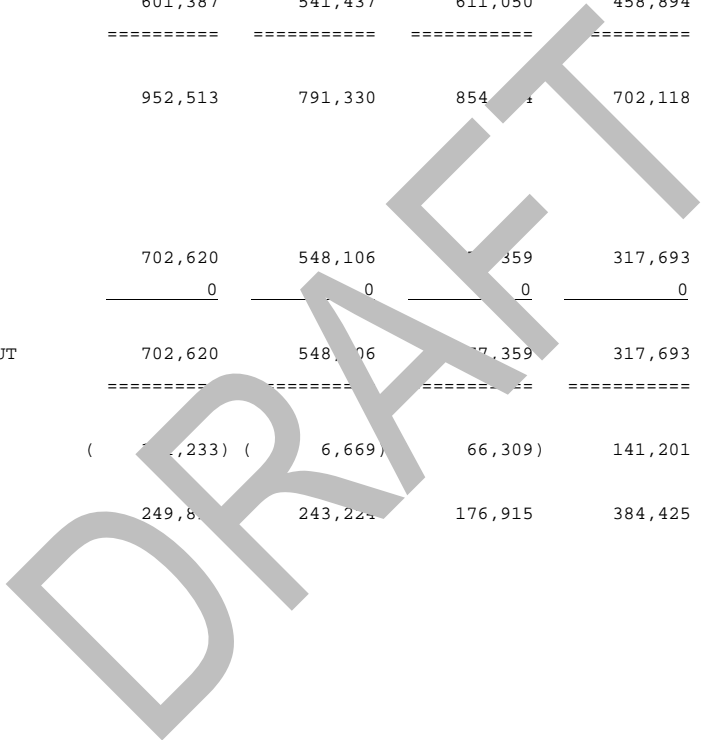 601,387 541,437 611,050 458,894
=========== =========== =========== ===========
952,513 791,330 702,118
702,620 548,106 317,693
0 0 0 0
UT 702,620 317,693
=========== =========== =========== ===========
( ( 6,669) 66,309) 141,201
176,915 384,425
DRAFT